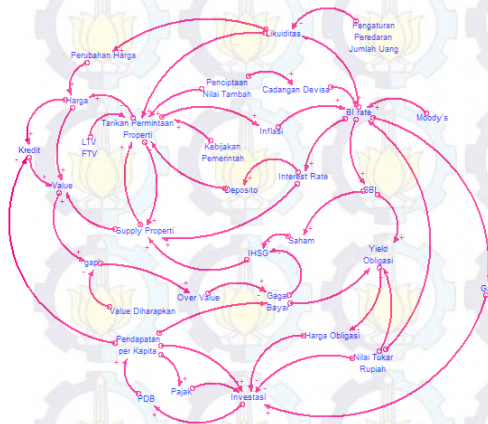 Pengaturan
Peredaran
Jumlah Uang
Likuiditas
Perubahan Harga
Penciptaan
Nilai Tambah
Cadangan Devisa
Harga
Tarikan Permintaan
Properti
Inflasi
BI rate
Moody's
LTV
FTV
Kebijakan
Pemerintah
Kredit
Value
Deposito
Interest Rate
SBI
Supply Properti
Saham
IHSG
Yield
Obligasi
gap
Over Value
Gagal
Bayar
G
Value Diharapkan
Pendapatan
per Kapita
Harga Obligasi
Nilai Tukar
Rupiah
PDB
Pajak
Investasi